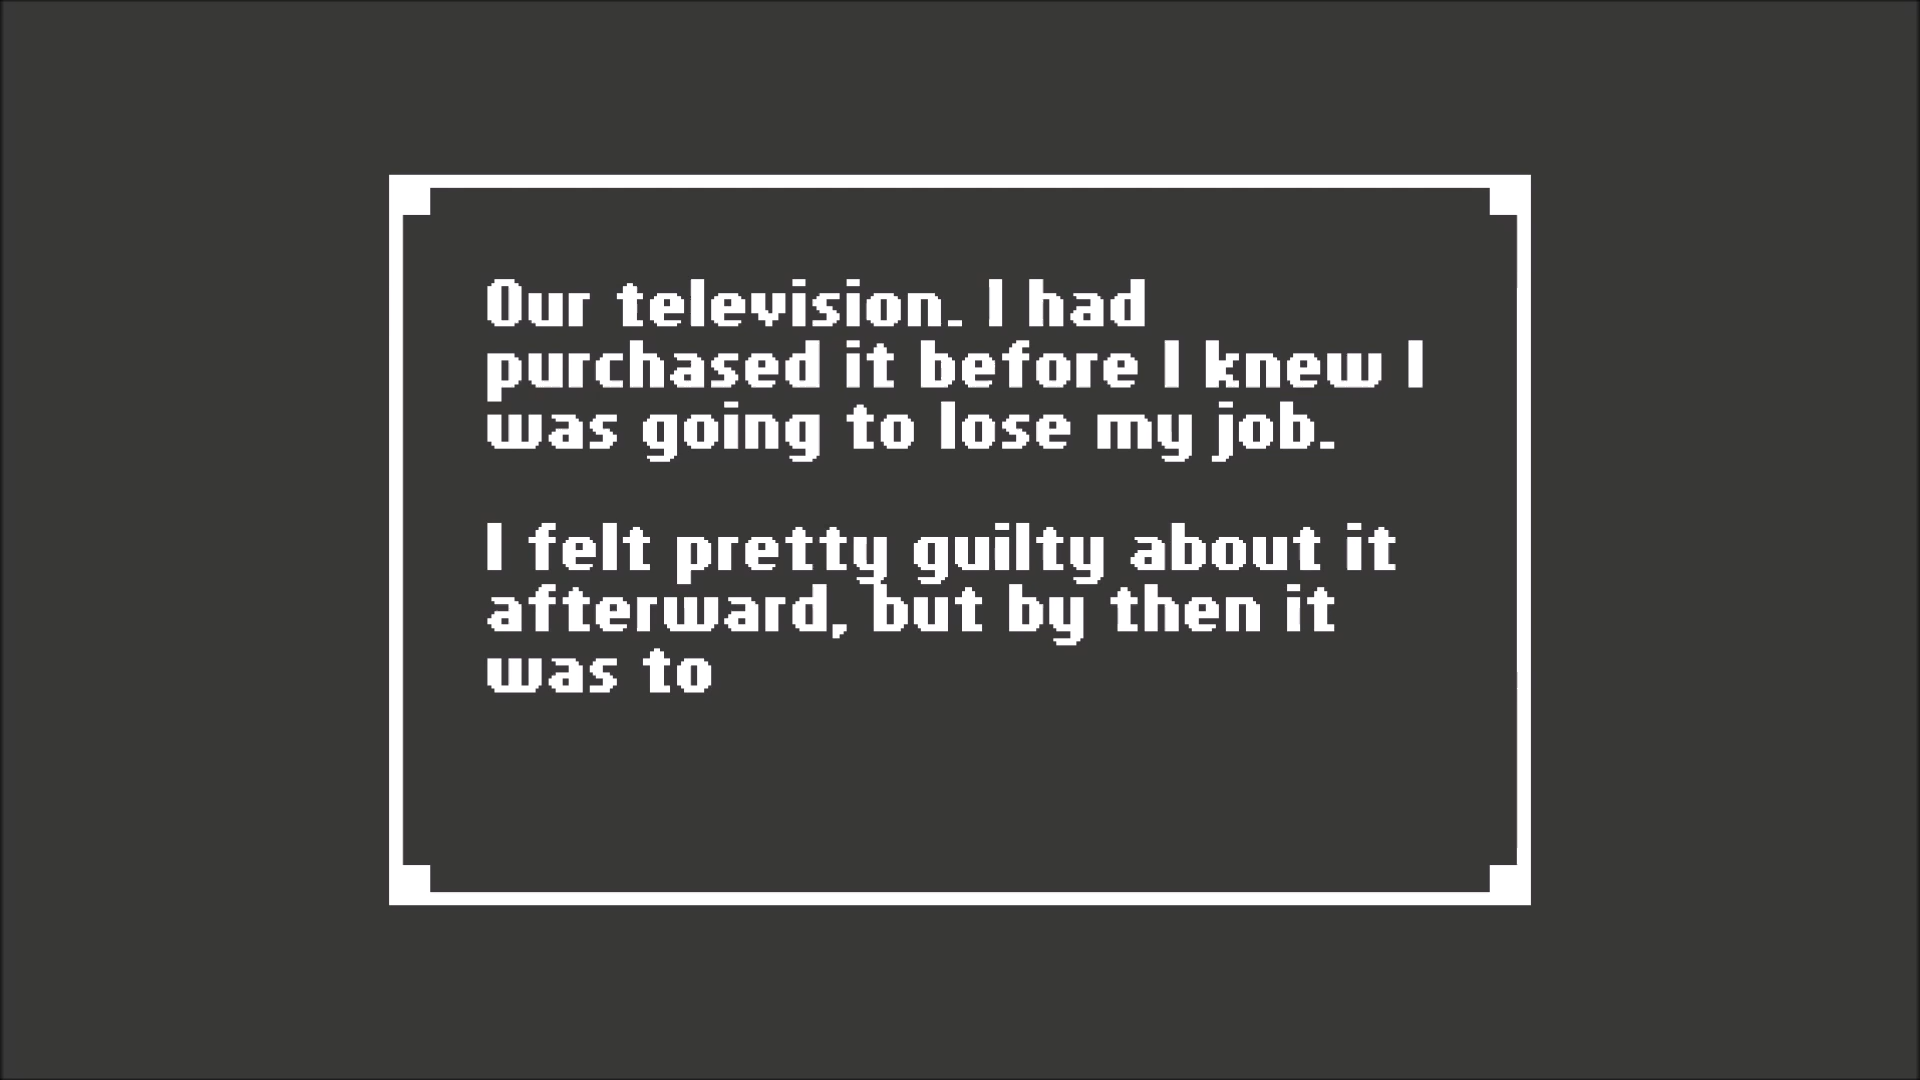 Our television. I had
purchased it before I knew I
was going to lose my job.
I felt pretty guilty about it
afterward, but by then it
was to